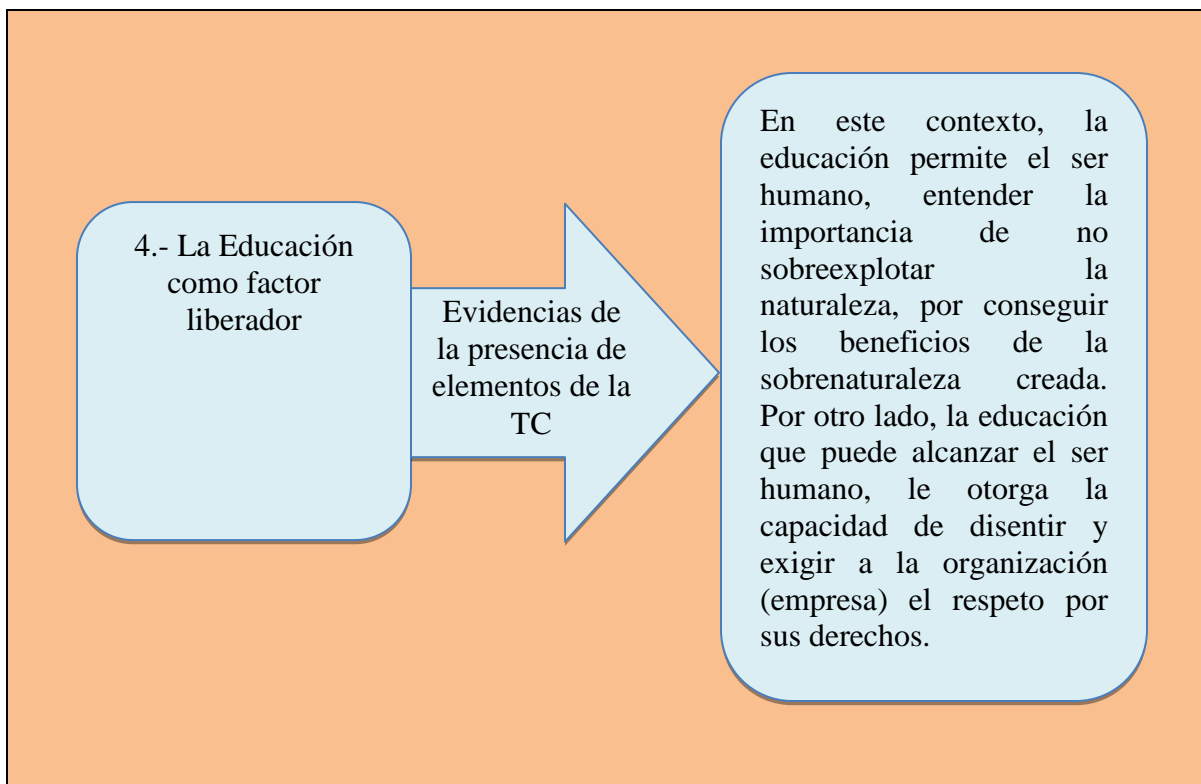 4.- La Educación
como factor
liberador
Evidencias de
la presencia de
elementos de la
TC
En este contexto, la
educación permite el ser
humano, entender la
importancia de no
sobreexplotar la
naturaleza, por conseguir
los beneficios de la
sobrenaturaleza creada.
Por otro lado, la educación
que puede alcanzar el ser
humano, le otorga la
capacidad de disentir y
exigir a la organización
(empresa) el respeto por
sus derechos.